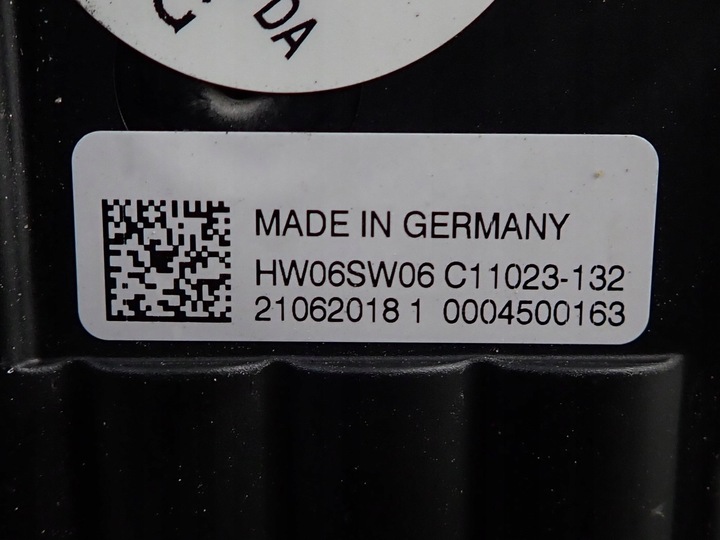 DA
MADE IN GERMANY
HW06SW06 C11023-132
21062018 1 0004500163